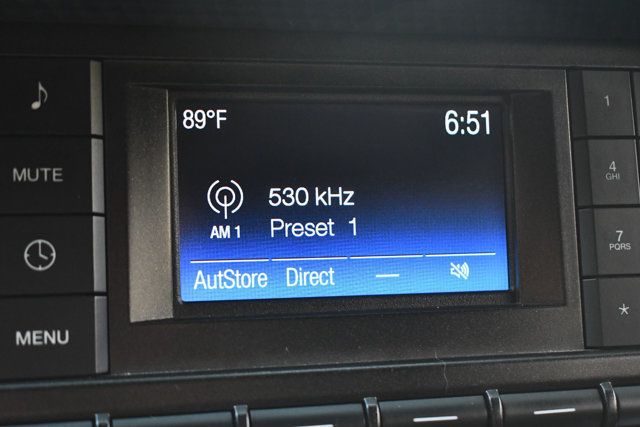 89°F 6:51
530 kHz
AM 1 Preset 1
AutStore Direct —
MUTE
MENU
1
4
GHI
7
PQRS
*